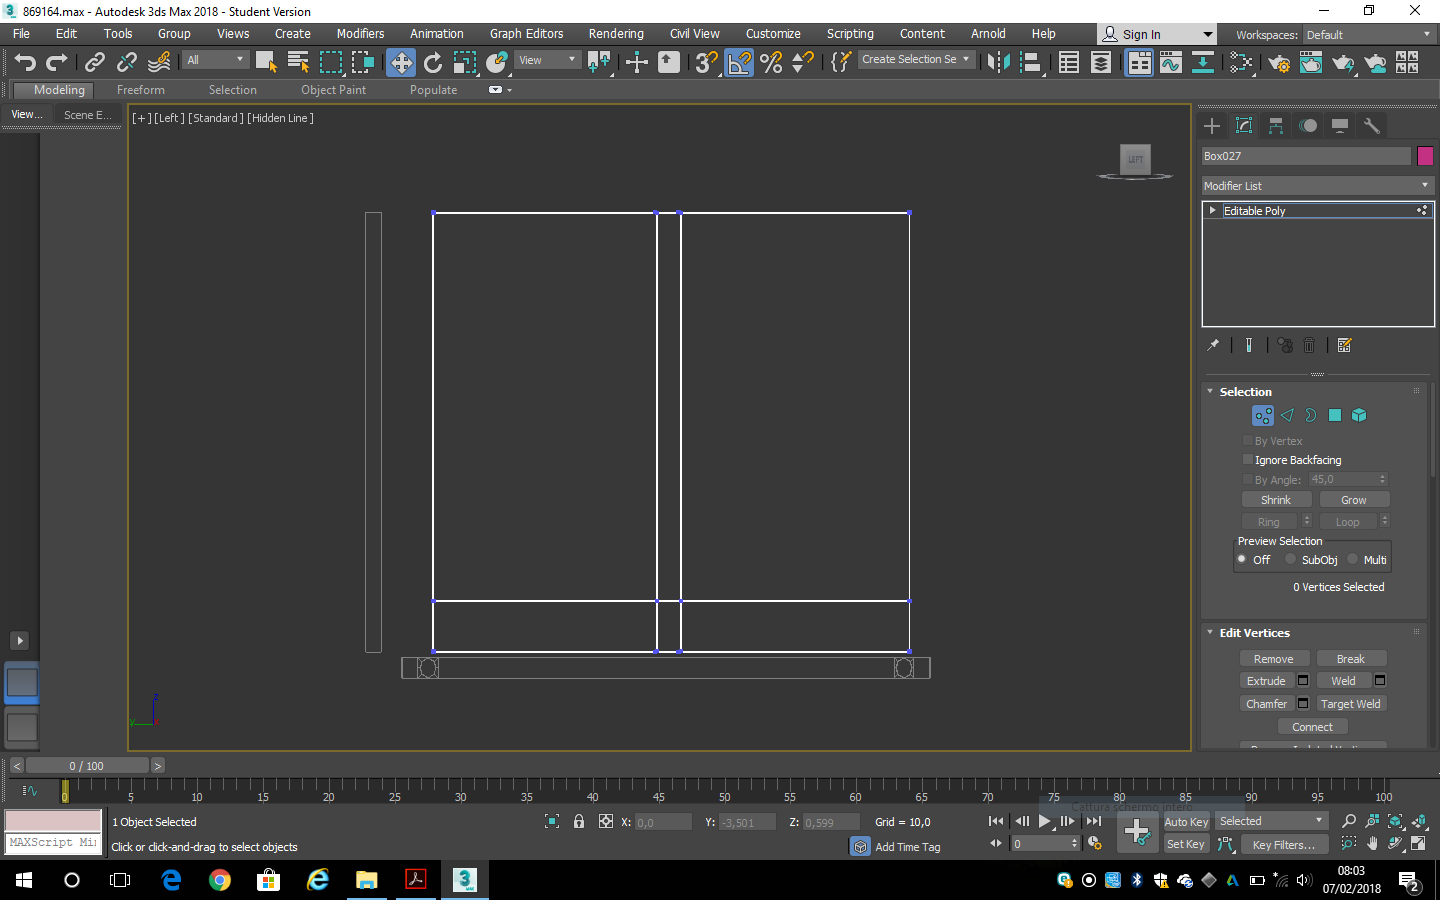 869164.max - Autodesk 3ds Max 2018 - Student Version
File Edit Tools Group Views Create Modifiers Animation Graph Editors Rendering Civil View Customize Scripting Content Arnold Help Sign In Workspaces: Default
All View 3 Create Selection Se
Modeling Freeform Selection Object Paint Populate
View... Scene E...
[+] [Left ] [Standard ] [Hidden Line ]
LEFT
Box027
Modifier List
Editable Poly
Selection
By Vertex
Ignore Backfacing
By Angle: 45,0
Shrink Grow
Ring Loop
Preview Selection
Off SubObj Multi
0 Vertices Selected
Edit Vertices
Remove Break
Extrude Weld
Chamfer Target Weld
Connect
z
y
< 0 / 100 >
0 5 10 15 20 25 30 35 40 45 50 55 60 65 70 75 80 85 90 95 100
Cattura schermo intero
1 Object Selected X: 0,0 Y: -3,501 Z: 0,599 Grid = 10,0 Auto Key Selected
MAXScript Mi
Click or click-and-drag to select objects Add Time Tag 0 Set Key Key Filters...
3 MAX
08:03
07/02/2018
2